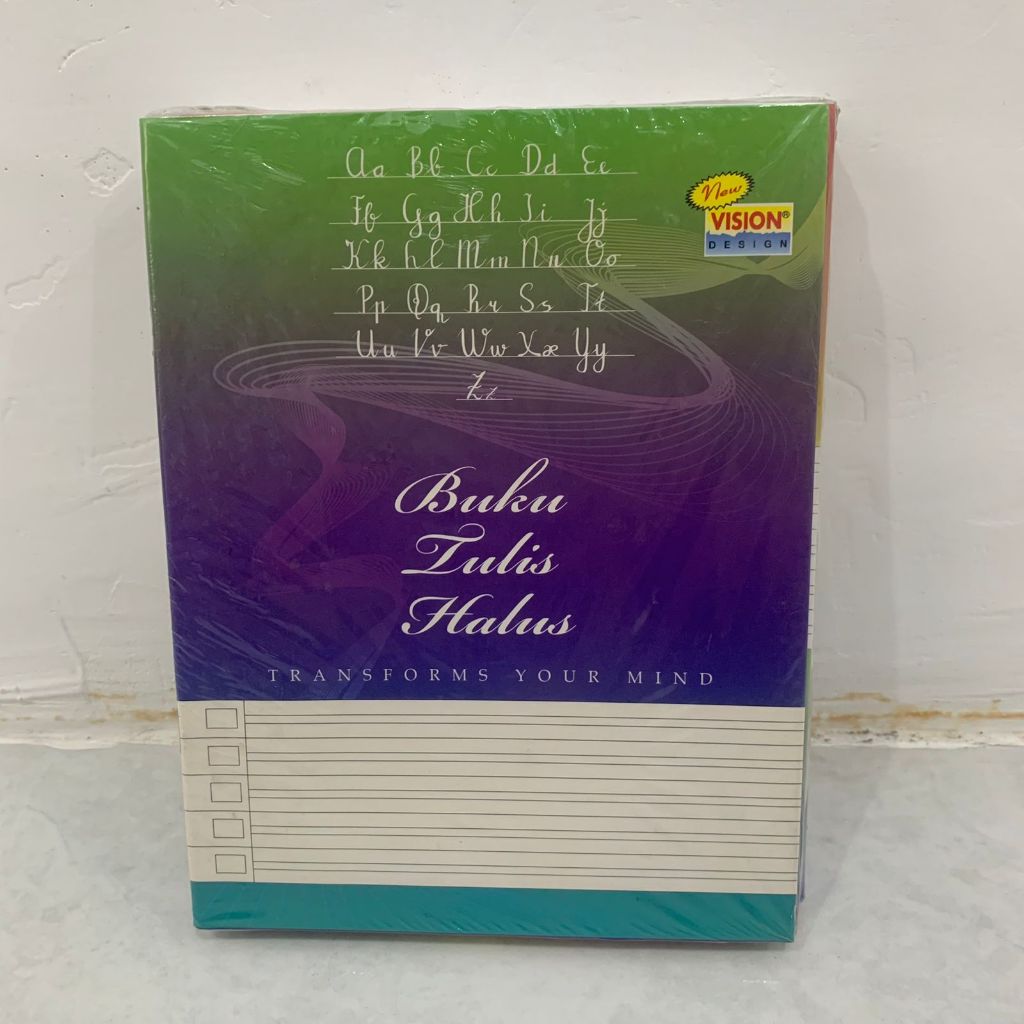 Aa Bb Cc Dd Ee
Ff Gg Hh Ii Jj
Kk Ll Mm Nn Oo
Pp Qq Rr Ss Tt
Uu Vv Ww Xx Yy
Zz
New
VISION®
DESIGN
Buku
Tulis
Halus
TRANSFORMS YOUR MIND